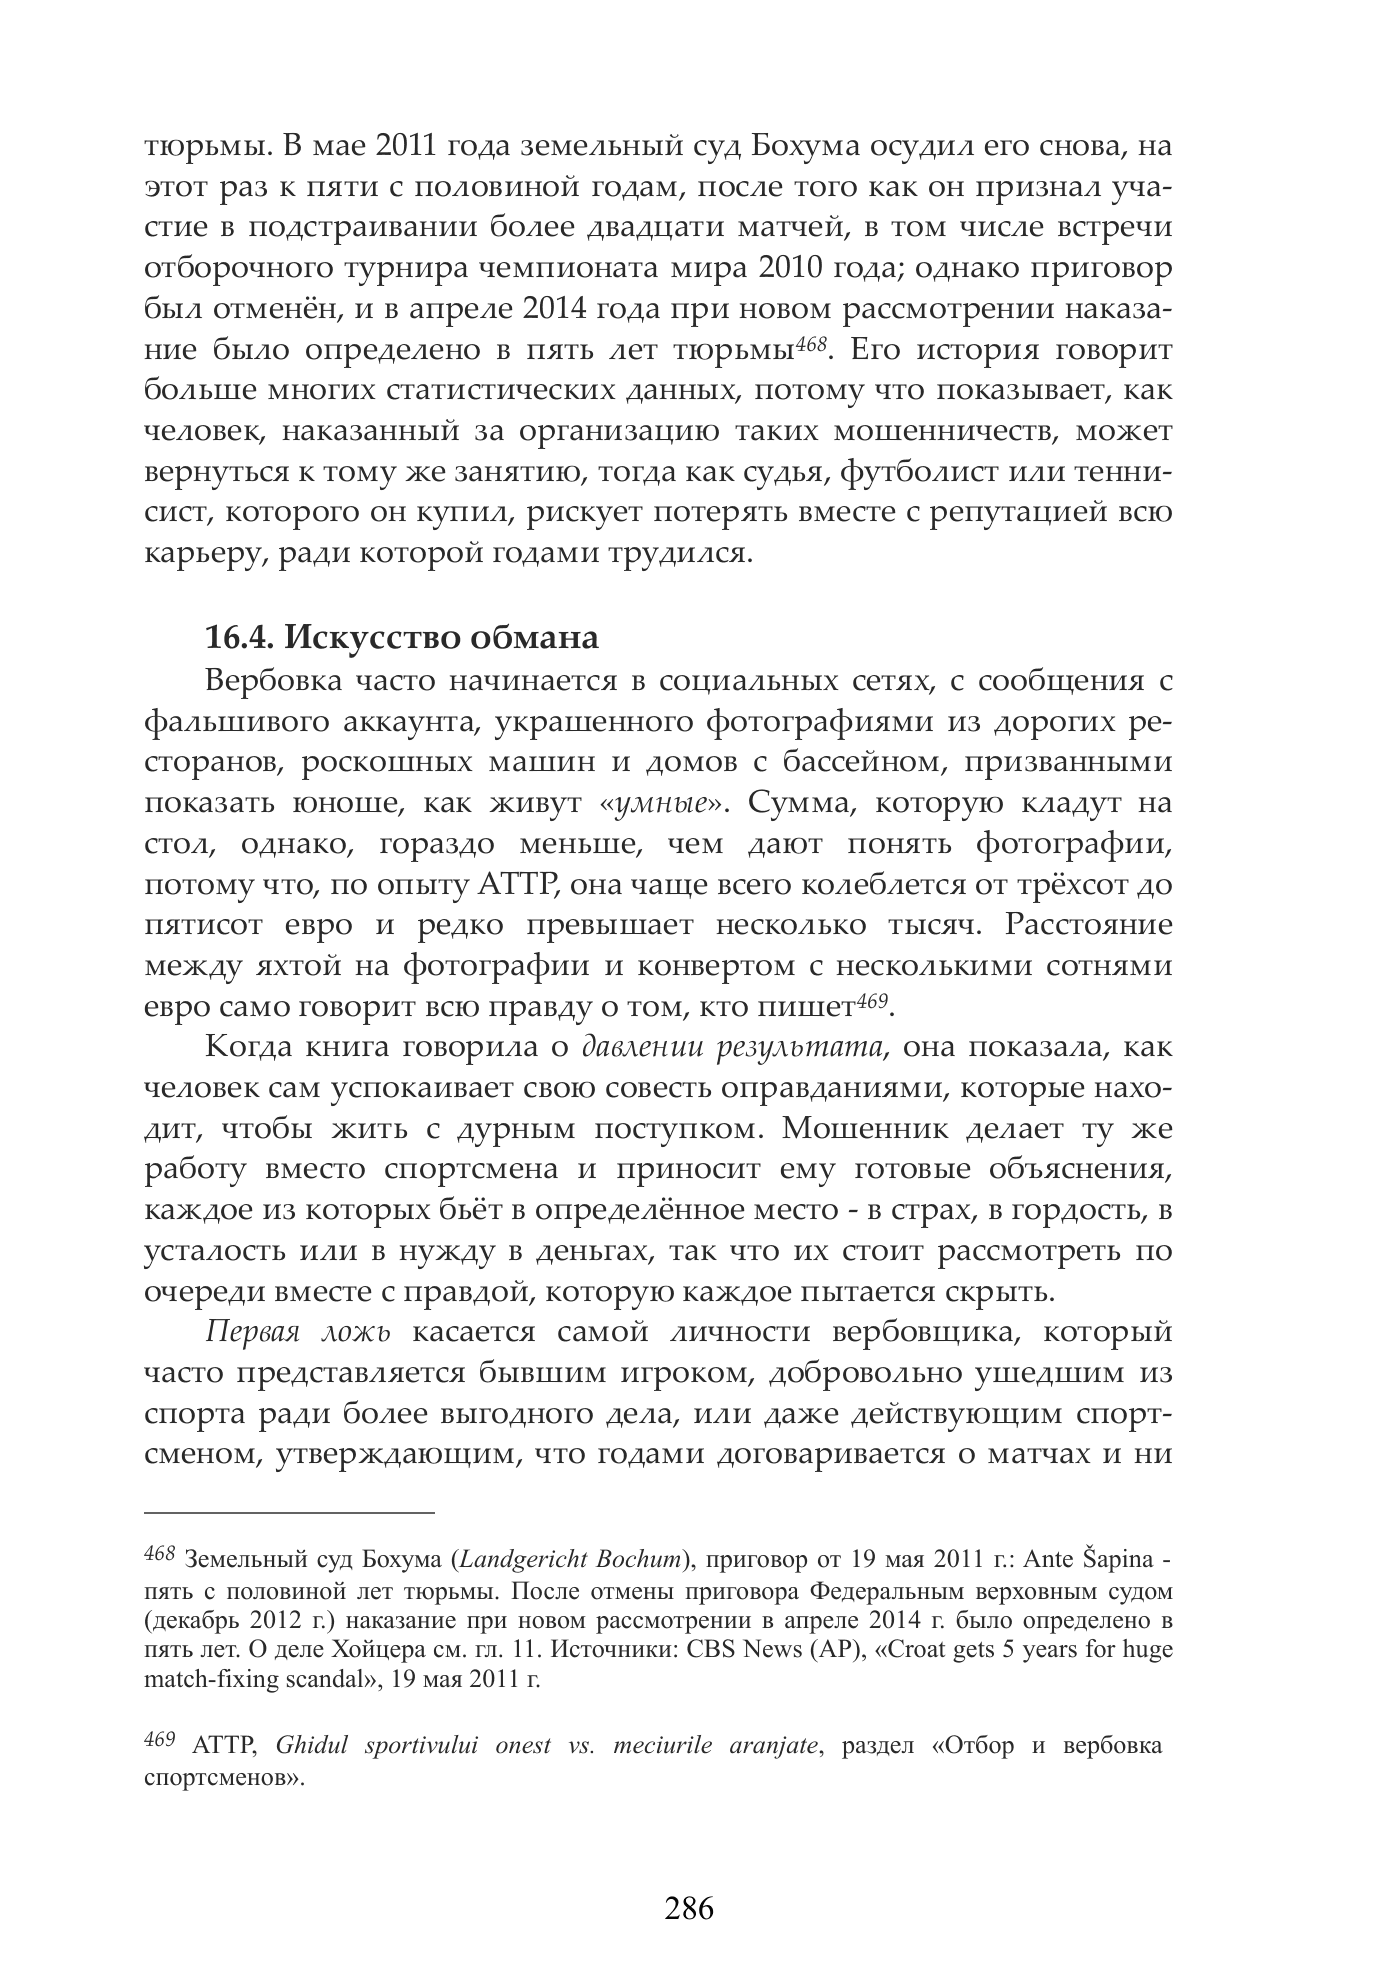 тюрьмы. В мае 2011 года земельный суд Бохума осудил его снова, на
этот раз к пяти с половиной годам, после того как он признал уча-
стие в подстраивании более двадцати матчей, в том числе встречи
отборочного турнира чемпионата мира 2010 года; однако приговор
был отменён, и в апреле 2014 года при новом рассмотрении наказа-
ние было определено в пять лет тюрьмы468. Его история говорит
больше многих статистических данных, потому что показывает, как
человек, наказанный за организацию таких мошенничеств, может
вернуться к тому же занятию, тогда как судья, футболист или тенни-
сист, которого он купил, рискует потерять вместе с репутацией всю
карьеру, ради которой годами трудился.
16.4. Искусство обмана
Вербовка часто начинается в социальных сетях, с сообщения с
фальшивого аккаунта, украшенного фотографиями из дорогих ре-
сторанов, роскошных машин и домов с бассейном, призванными
показать юноше, как живут «умные». Сумма, которую кладут на
стол, однако, гораздо меньше, чем дают понять фотографии,
потому что, по опыту ATTP, она чаще всего колеблется от трёхсот до
пятисот евро и редко превышает несколько тысяч. Расстояние
между яхтой на фотографии и конвертом с несколькими сотнями
евро само говорит всю правду о том, кто пишет469.
Когда книга говорила о давлении результата, она показала, как
человек сам успокаивает свою совесть оправданиями, которые нахо-
дит, чтобы жить с дурным поступком. Мошенник делает ту же
работу вместо спортсмена и приносит ему готовые объяснения,
каждое из которых бьёт в определённое место - в страх, в гордость, в
усталость или в нужду в деньгах, так что их стоит рассмотреть по
очереди вместе с правдой, которую каждое пытается скрыть.
Первая ложь касается самой личности вербовщика, который
часто представляется бывшим игроком, добровольно ушедшим из
спорта ради более выгодного дела, или даже действующим спорт-
сменом, утверждающим, что годами договаривается о матчах и ни
468 Земельный суд Бохума (Landgericht Bochum), приговор от 19 мая 2011 г.: Ante Šapina -
пять с половиной лет тюрьмы. После отмены приговора Федеральным верховным судом
(декабрь 2012 г.) наказание при новом рассмотрении в апреле 2014 г. было определено в
пять лет. О деле Хойцера см. гл. 11. Источники: CBS News (AP), «Croat gets 5 years for huge
match-fixing scandal», 19 мая 2011 г.
469 ATTP, Ghidul sportivului onest vs. meciurile aranjate, раздел «Отбор и вербовка
спортсменов».
286